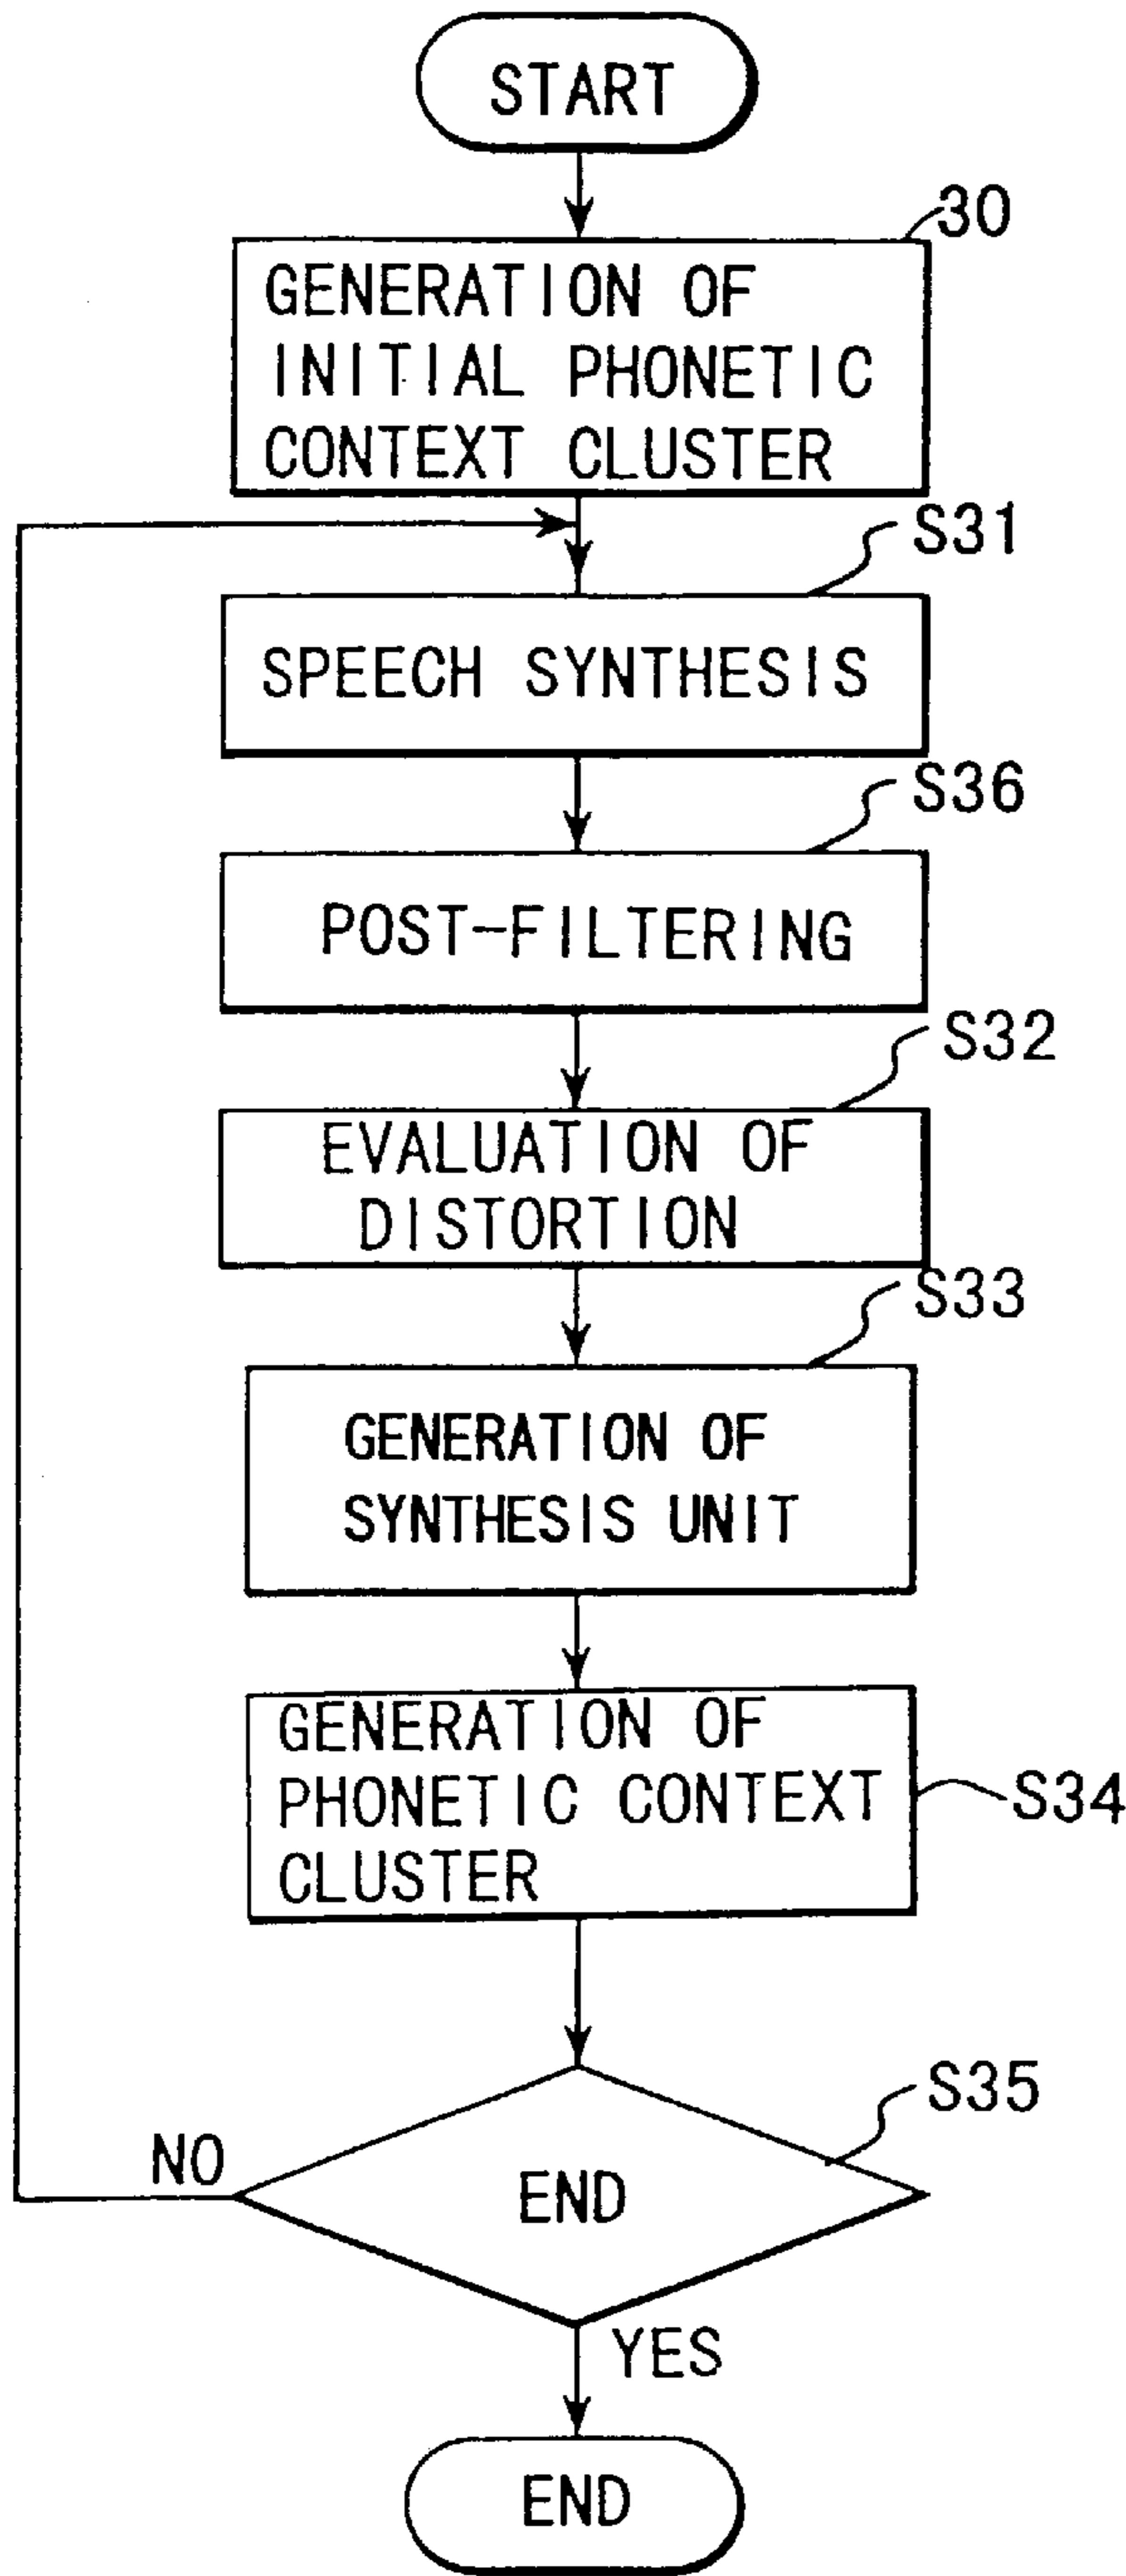 START
30
GENERATION OF
INITIAL PHONETIC
CONTEXT CLUSTER
S31
SPEECH SYNTHESIS
S36
POST-FILTERING
S32
EVALUATION OF
DISTORTION
S33
GENERATION OF
SYNTHESIS UNIT
GENERATION OF
PHONETIC CONTEXT
CLUSTER
S34
S35
NO
END
YES
END